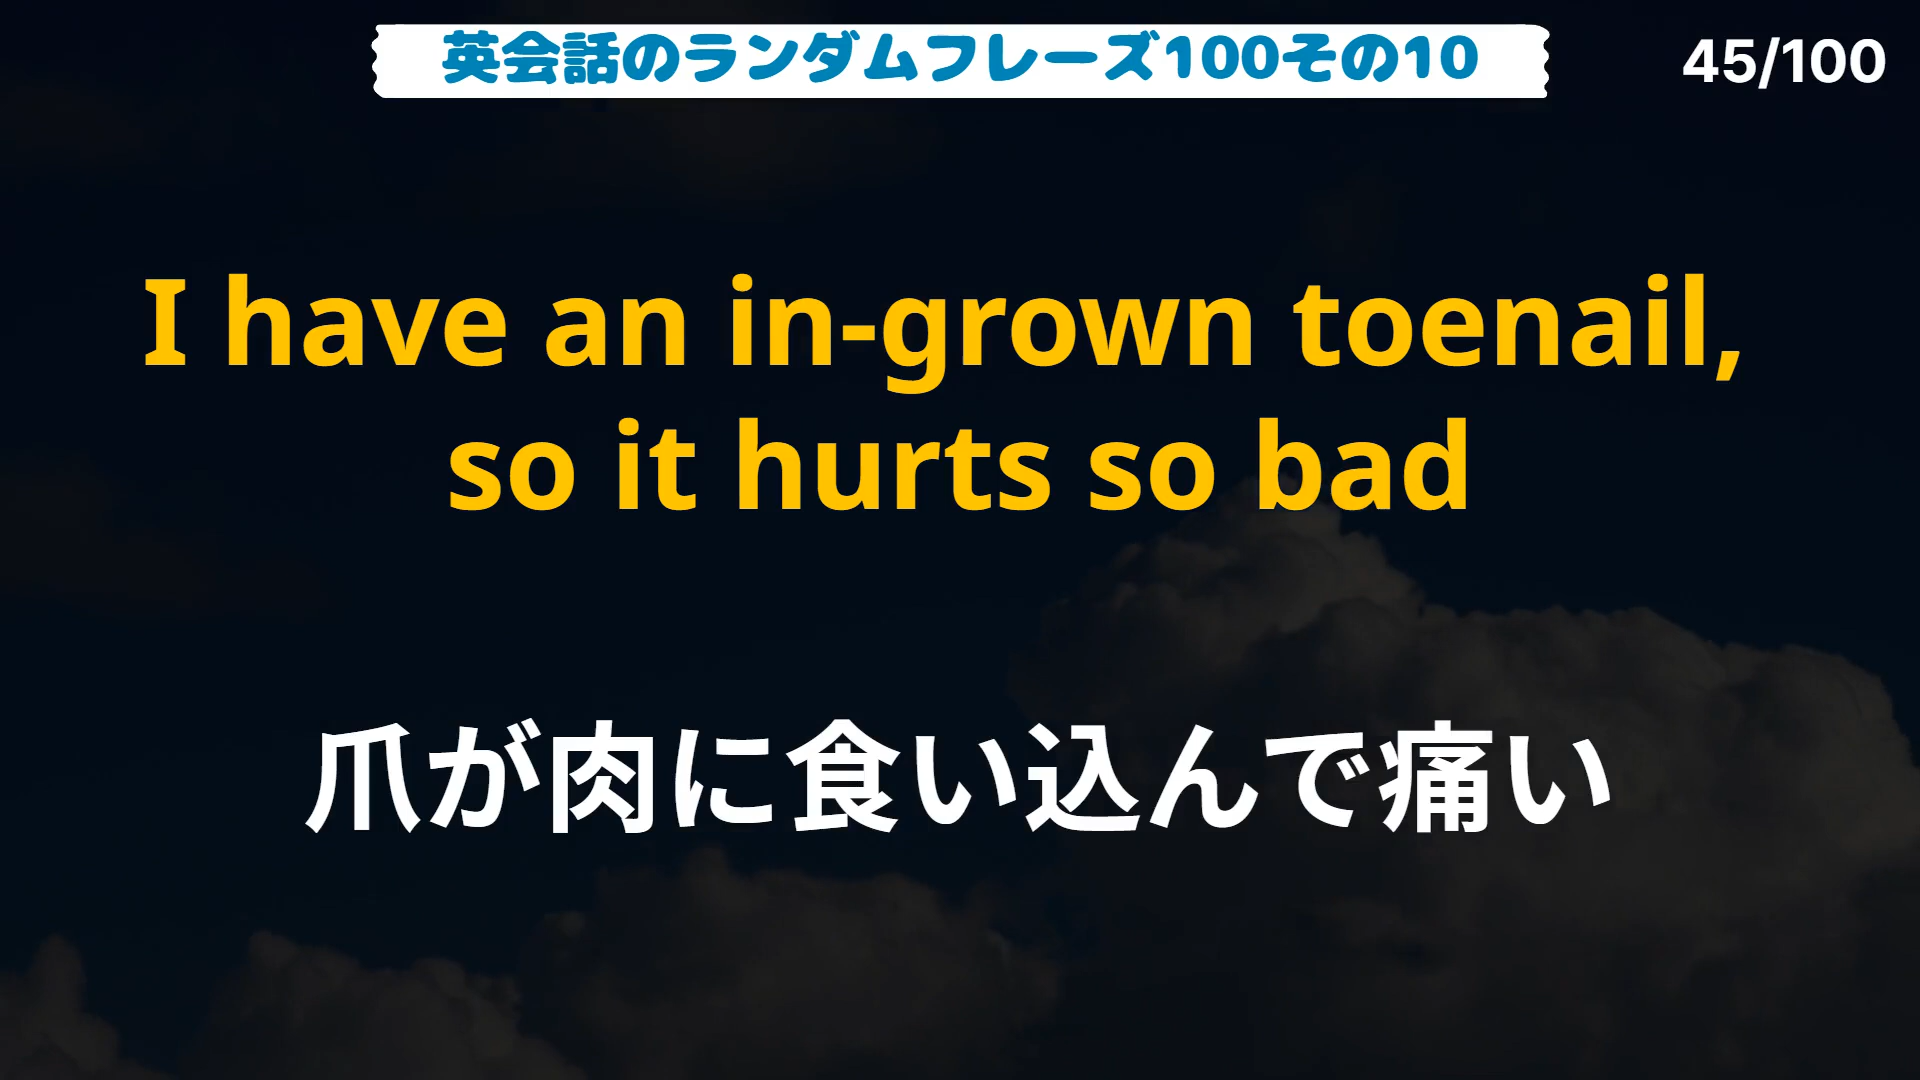 英会話のランダムフレーズ100その10
45/100
I have an in-grown toenail,
so it hurts so bad
爪が肉に食い込んで痛い